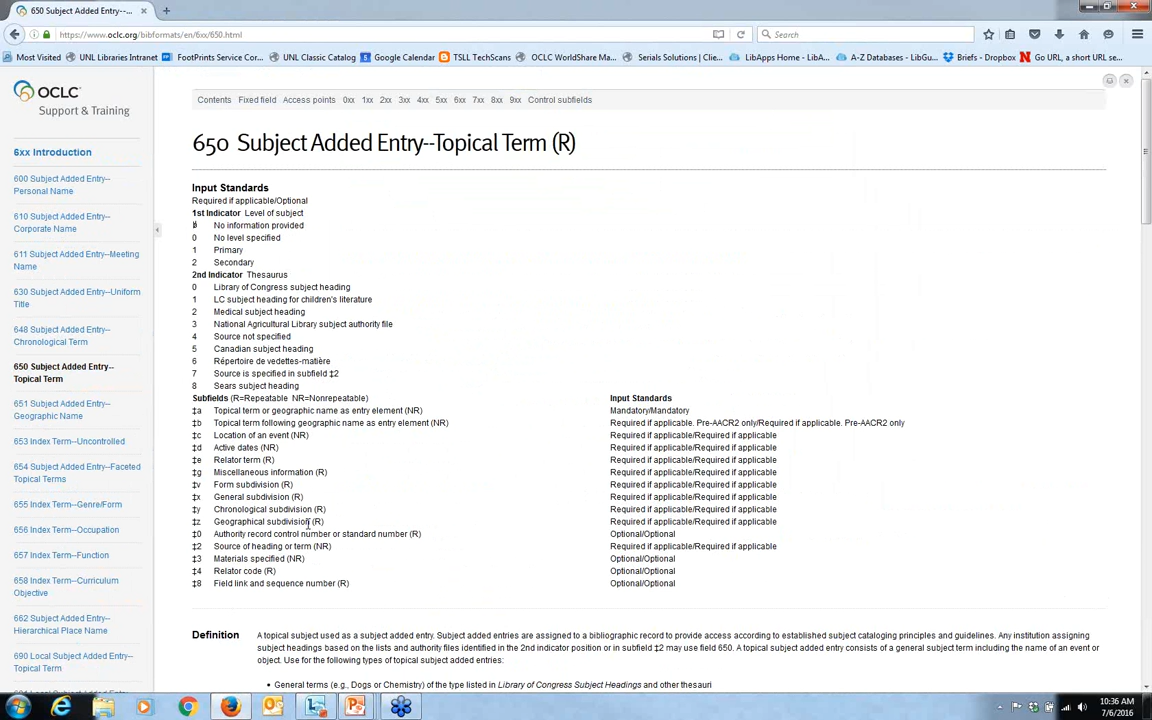 650 Subject Added Entry--...
https://www.oclc.org/bibformats/en/6xx/650.html
Search
Most Visited UNL Libraries Intranet FootPrints Service Cor... UNL Classic Catalog Google Calendar TSLL TechScans OCLC WorldShare Ma... Serials Solutions | Clie... LibApps Home - LibA... A-Z Databases - LibGu... Briefs - Dropbox Go URL, a short URL se...
OCLC
Support & Training
6xx Introduction
600 Subject Added Entry--
Personal Name
610 Subject Added Entry--
Corporate Name
611 Subject Added Entry--Meeting
Name
630 Subject Added Entry--Uniform
Title
648 Subject Added Entry--
Chronological Term
650 Subject Added Entry--
Topical Term
651 Subject Added Entry--
Geographic Name
653 Index Term--Uncontrolled
654 Subject Added Entry--Faceted
Topical Terms
655 Index Term--Genre/Form
656 Index Term--Occupation
657 Index Term--Function
658 Index Term--Curriculum
Objective
662 Subject Added Entry--
Hierarchical Place Name
690 Local Subject Added Entry--
Topical Term
Contents Fixed field Access points 0xx 1xx 2xx 3xx 4xx 5xx 6xx 7xx 8xx 9xx Control subfields
650 Subject Added Entry--Topical Term (R)
Input Standards
Required if applicable/Optional
1st Indicator Level of subject
ƀ No information provided
0 No level specified
1 Primary
2 Secondary
2nd Indicator Thesaurus
0 Library of Congress subject heading
1 LC subject heading for children's literature
2 Medical subject heading
3 National Agricultural Library subject authority file
4 Source not specified
5 Canadian subject heading
6 Répertoire de vedettes-matière
7 Source is specified in subfield ‡2
8 Sears subject heading
Subfields (R=Repeatable NR=Nonrepeatable) Input Standards
‡a Topical term or geographic name as entry element (NR) Mandatory/Mandatory
‡b Topical term following geographic name as entry element (NR) Required if applicable. Pre-AACR2 only/Required if applicable. Pre-AACR2 only
‡c Location of an event (NR) Required if applicable/Required if applicable
‡d Active dates (NR) Required if applicable/Required if applicable
‡e Relator term (R) Required if applicable/Required if applicable
‡g Miscellaneous information (R) Required if applicable/Required if applicable
‡v Form subdivision (R) Required if applicable/Required if applicable
‡x General subdivision (R) Required if applicable/Required if applicable
‡y Chronological subdivision (R) Required if applicable/Required if applicable
‡z Geographical subdivision (R) Required if applicable/Required if applicable
‡0 Authority record control number or standard number (R) Optional/Optional
‡2 Source of heading or term (NR) Required if applicable/Required if applicable
‡3 Materials specified (NR) Optional/Optional
‡4 Relator code (R) Optional/Optional
‡8 Field link and sequence number (R) Optional/Optional
Definition A topical subject used as a subject added entry. Subject added entries are assigned to a bibliographic record to provide access according to established subject cataloging principles and guidelines. Any institution assigning
subject headings based on the lists and authority files identified in the 2nd indicator position or in subfield ‡2 may use field 650. A topical subject added entry consists of a general subject term including the name of an event or
object. Use for the following types of topical subject added entries:
• General terms (e.g., Dogs or Chemistry) of the type listed in Library of Congress Subject Headings and other thesauri
10:36 AM
7/6/2016